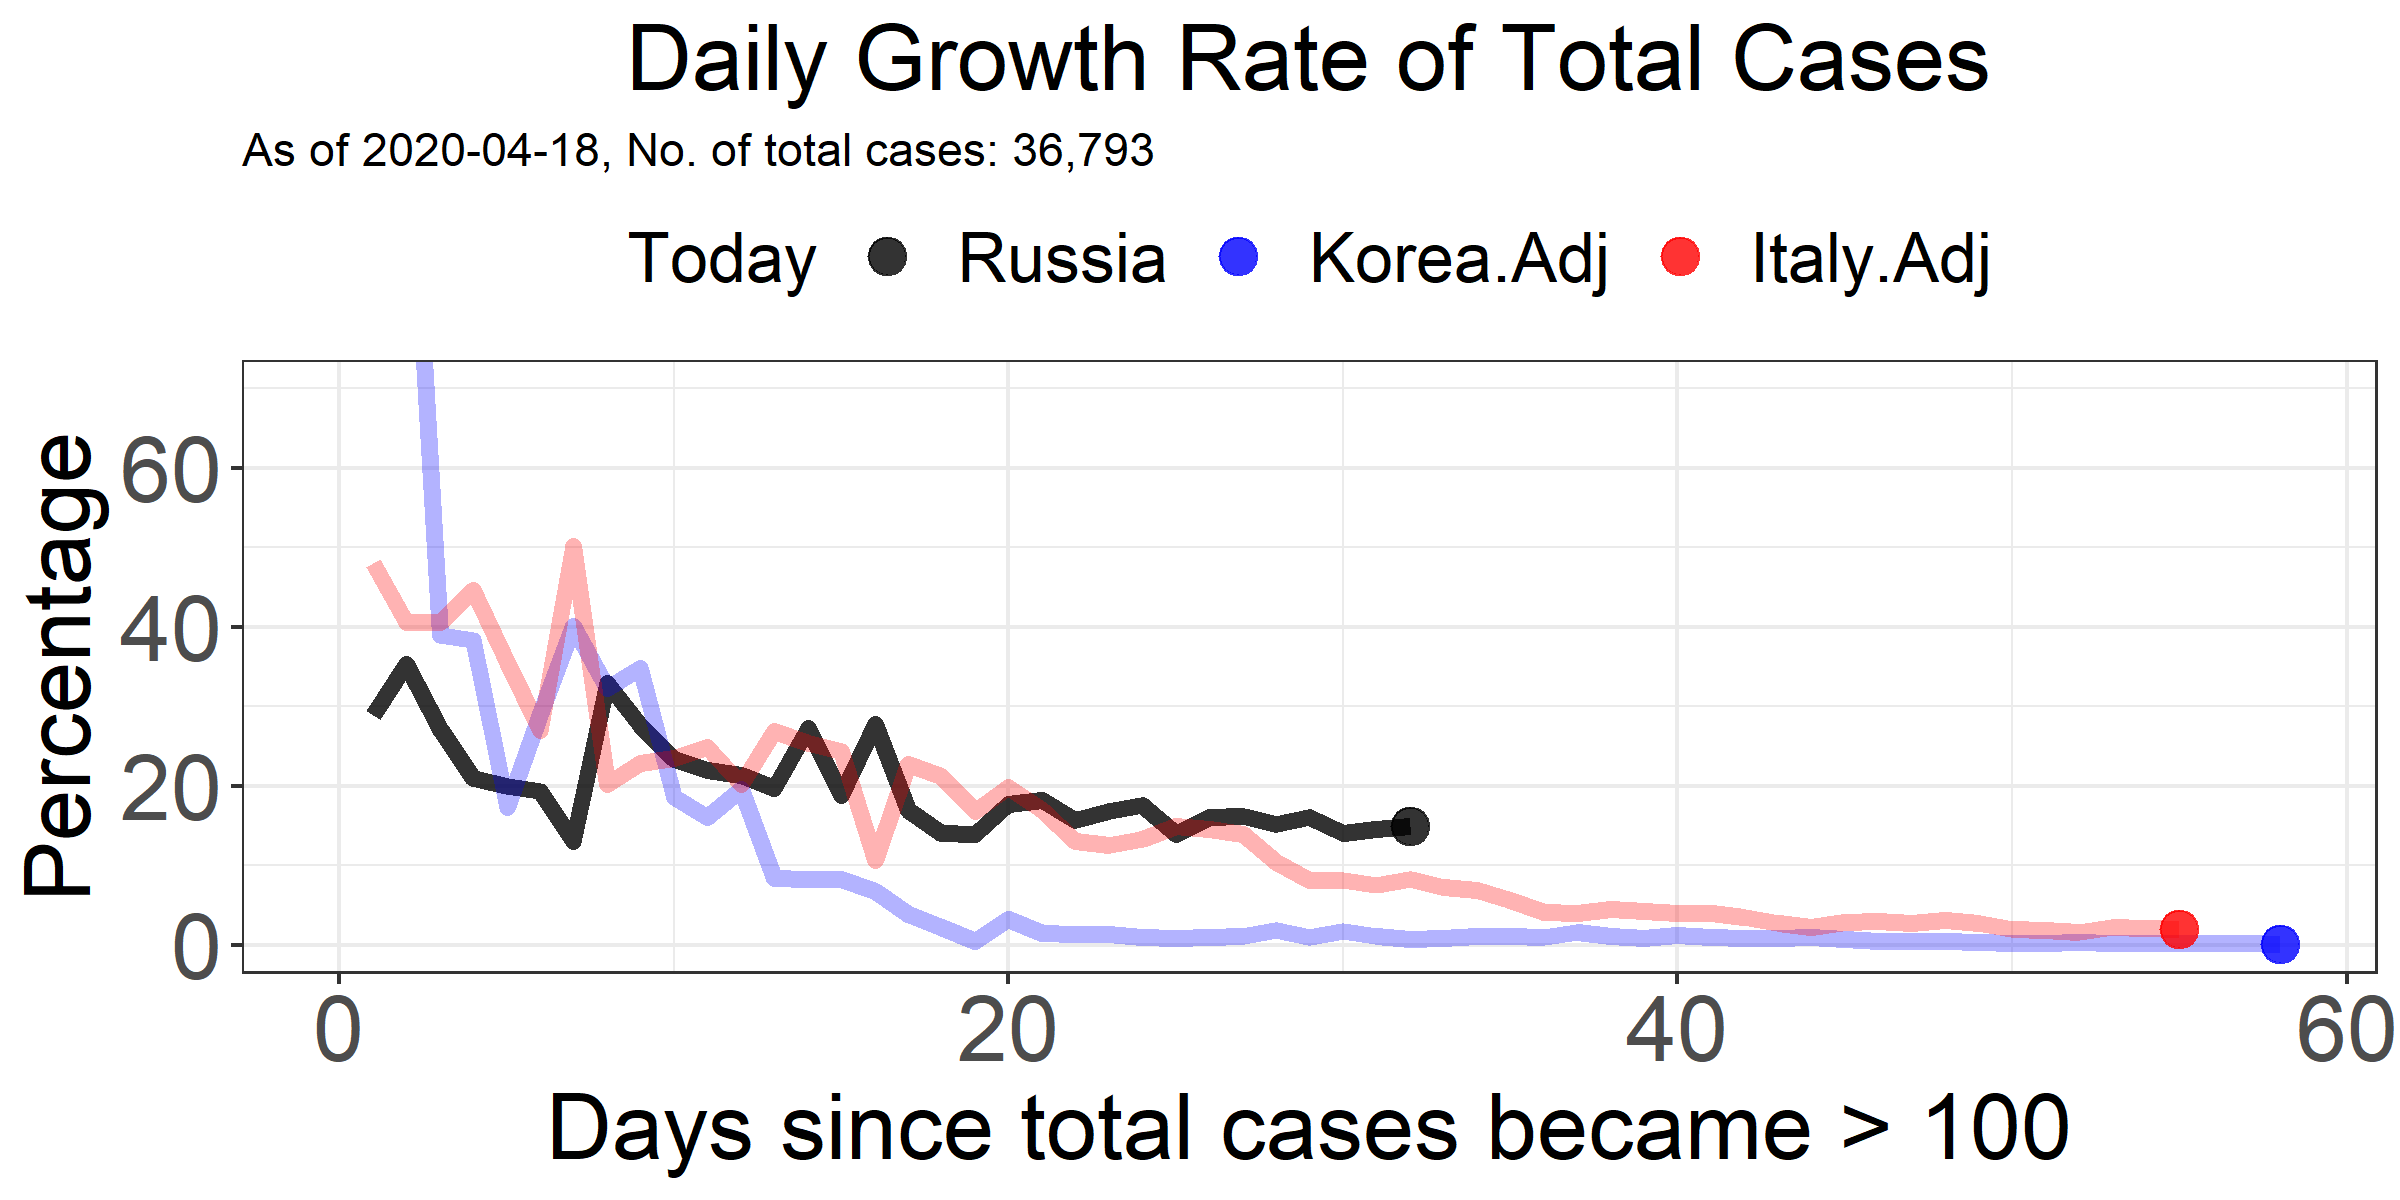 Daily Growth Rate of Total Cases
As of 2020-04-18, No. of total cases: 36,793
Today Russia Korea.Adj Italy.Adj
Percentage
60
40
20
0
0 20 40 60
Days since total cases became > 100